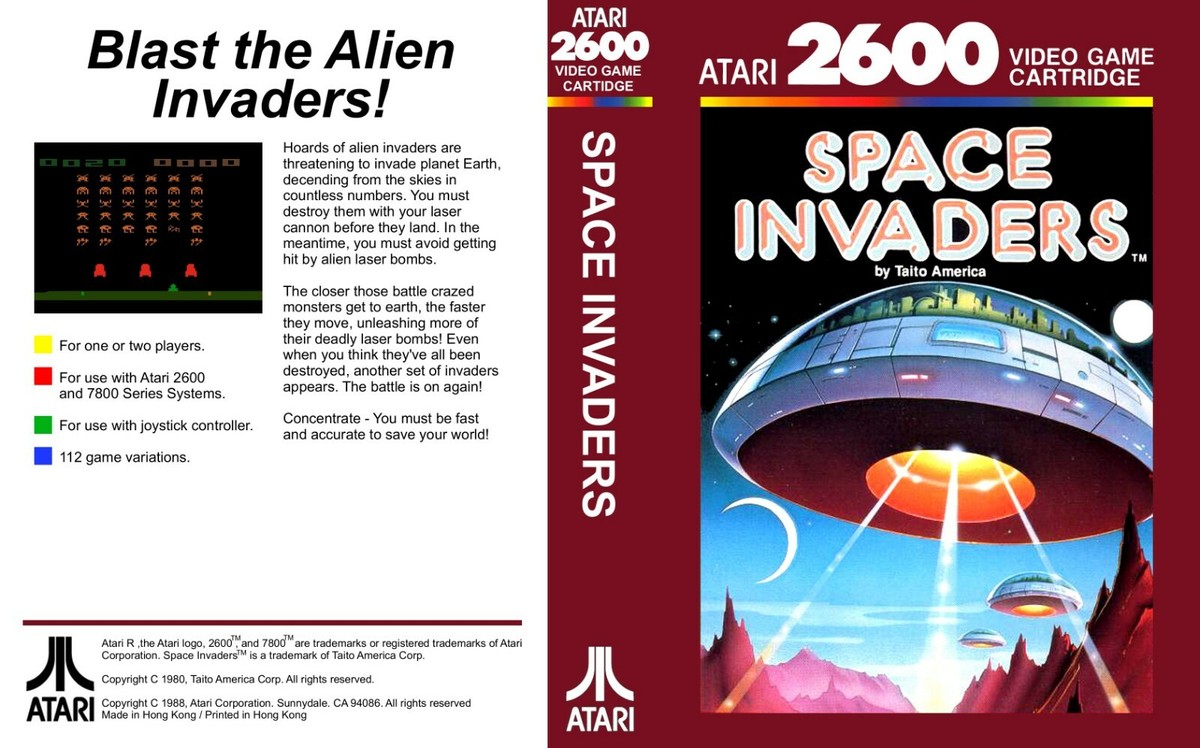 Blast the Alien
Invaders!
0020 0000
Hoards of alien invaders are
threatening to invade planet Earth,
decending from the skies in
countless numbers. You must
destroy them with your laser
cannon before they land. In the
meantime, you must avoid getting
hit by alien laser bombs.
The closer those battle crazed
monsters get to earth, the faster
they move, unleashing more of
their deadly laser bombs! Even
when you think they've all been
destroyed, another set of invaders
appears. The battle is on again!
Concentrate - You must be fast
and accurate to save your world!
For one or two players.
For use with Atari 2600
and 7800 Series Systems.
For use with joystick controller.
112 game variations.
ATARI
Atari R ,the Atari logo, 2600™, and 7800™ are trademarks or registered trademarks of Atari
Corporation. Space Invaders™ is a trademark of Taito America Corp.
Copyright C 1980, Taito America Corp. All rights reserved.
Copyright C 1988, Atari Corporation. Sunnydale. CA 94086. All rights reserved
Made in Hong Kong / Printed in Hong Kong
ATARI
2600
VIDEO GAME
CARTIDGE
SPACE INVADERS
ATARI
ATARI 2600 VIDEO GAME
CARTRIDGE
SPACE
INVADERS™
by Taito America